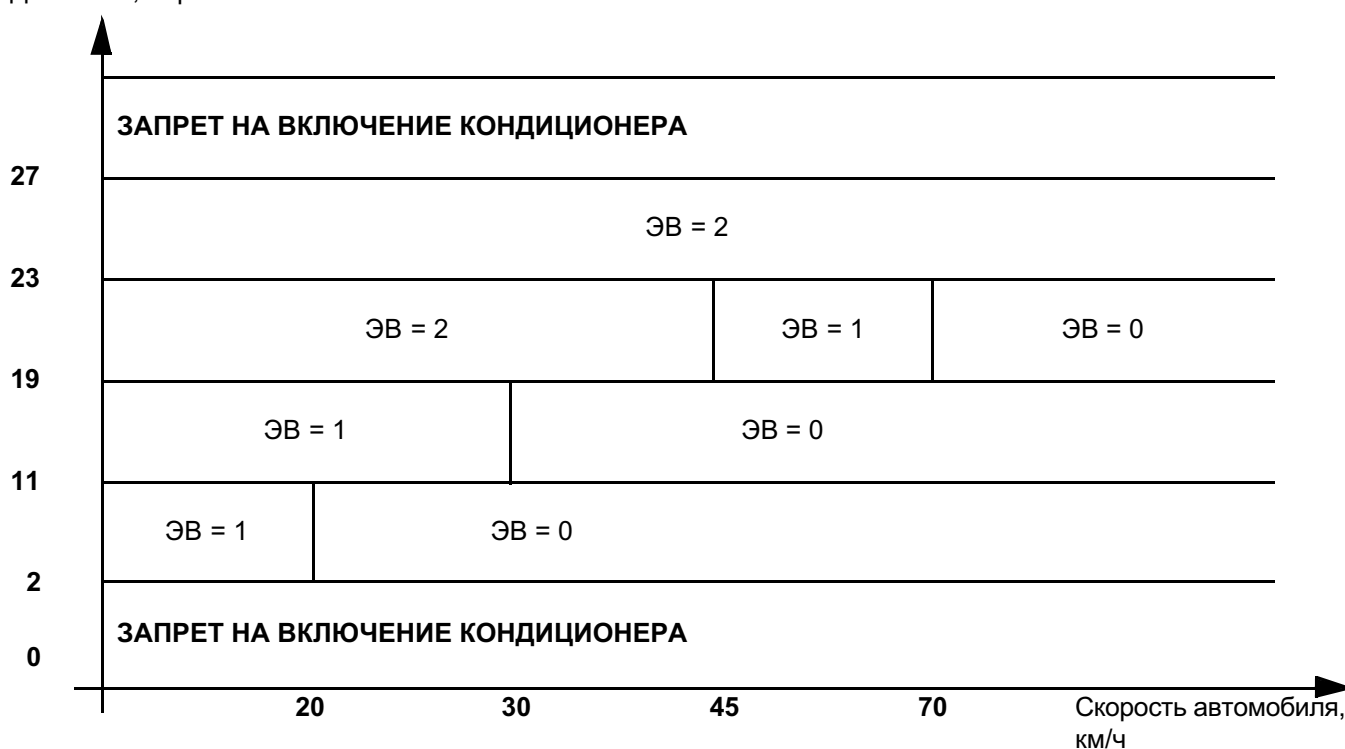 ЗАПРЕТ НА ВКЛЮЧЕНИЕ КОНДИЦИОНЕРА
27
ЭВ = 2
23
ЭВ = 2 ЭВ = 1 ЭВ = 0
19
ЭВ = 1 ЭВ = 0
11
ЭВ = 1 ЭВ = 0
2
ЗАПРЕТ НА ВКЛЮЧЕНИЕ КОНДИЦИОНЕРА
0
20 30 45 70 Скорость автомобиля,
км/ч